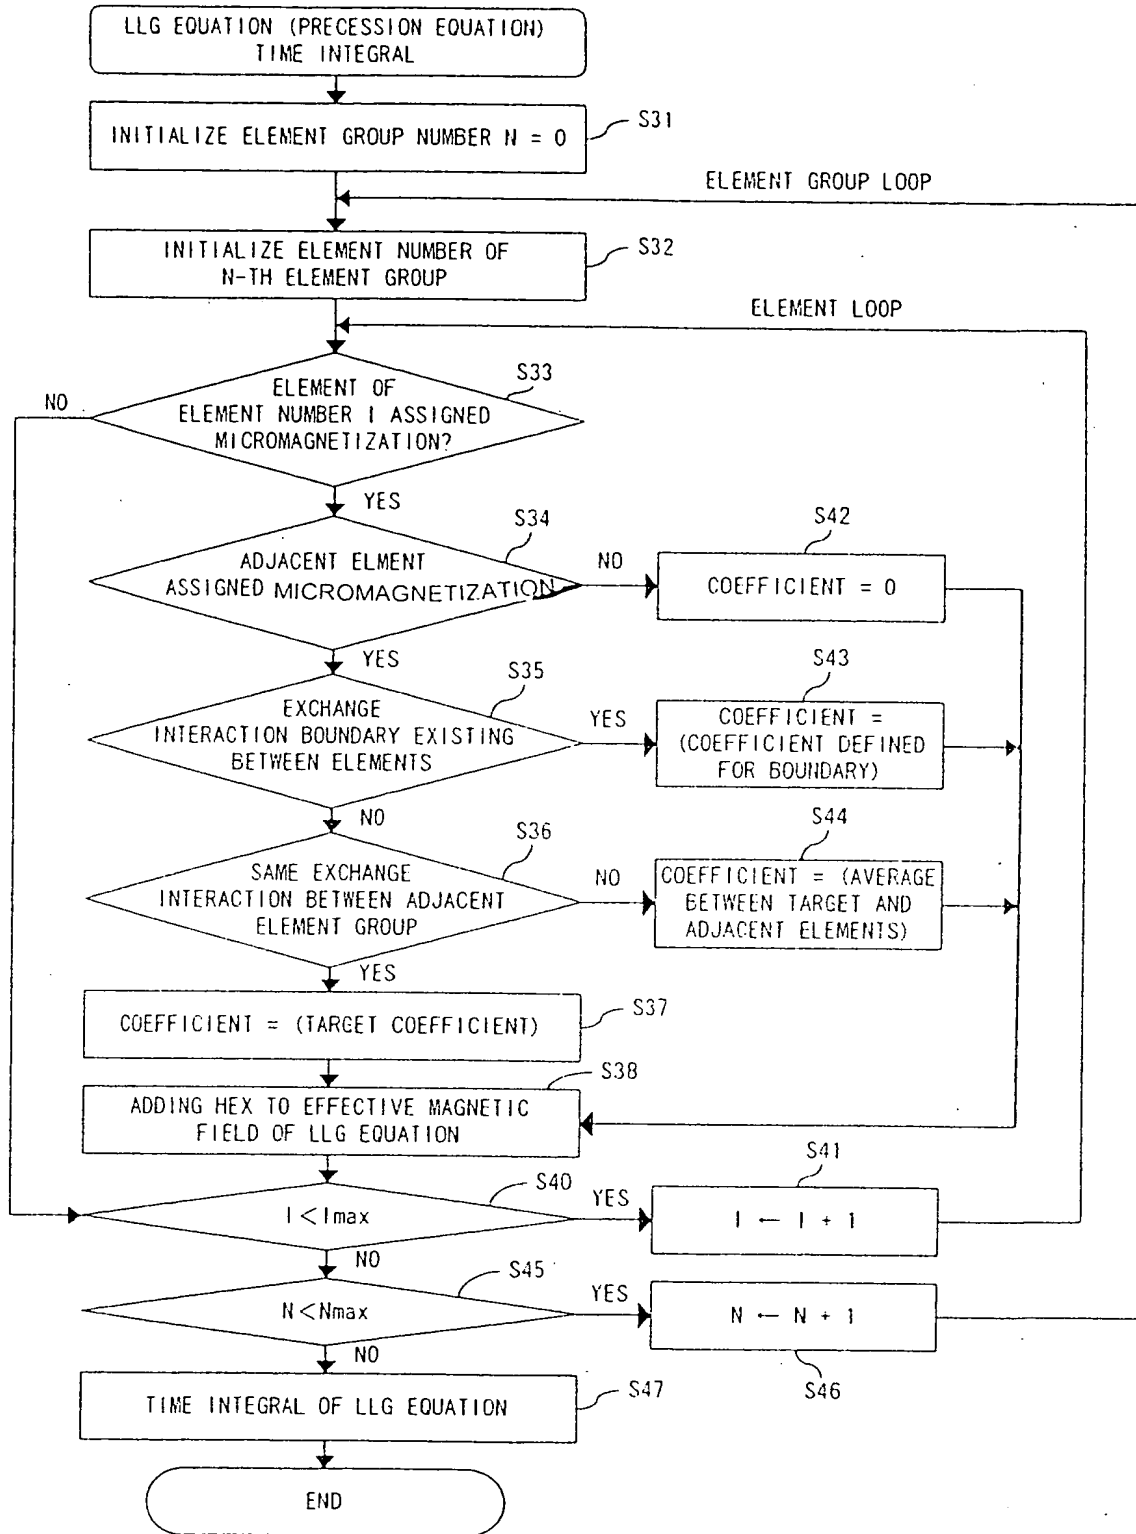 LLG EQUATION (PRECESSION EQUATION)
TIME INTEGRAL
S31
INITIALIZE ELEMENT GROUP NUMBER N = 0
ELEMENT GROUP LOOP
S32
INITIALIZE ELEMENT NUMBER OF
N-TH ELEMENT GROUP
ELEMENT LOOP
S33
NO
ELEMENT OF
ELEMENT NUMBER I ASSIGNED
MICROMAGNETIZATION?
YES
S34
ADJACENT ELMENT
ASSIGNED MICROMAGNETIZATION
NO
S42
COEFFICIENT = 0
YES
S35
EXCHANGE
INTERACTION BOUNDARY EXISTING
BETWEEN ELEMENTS
YES
S43
COEFFICIENT =
(COEFFICIENT DEFINED
FOR BOUNDARY)
NO
S36
SAME EXCHANGE
INTERACTION BETWEEN ADJACENT
ELEMENT GROUP
NO
S44
COEFFICIENT = (AVERAGE
BETWEEN TARGET AND
ADJACENT ELEMENTS)
YES
S37
COEFFICIENT = (TARGET COEFFICIENT)
S38
ADDING HEX TO EFFECTIVE MAGNETIC
FIELD OF LLG EQUATION
S40
I < Imax
YES
S41
I ← I + 1
NO
S45
N < Nmax
YES
N ← N + 1
S46
NO
S47
TIME INTEGRAL OF LLG EQUATION
END